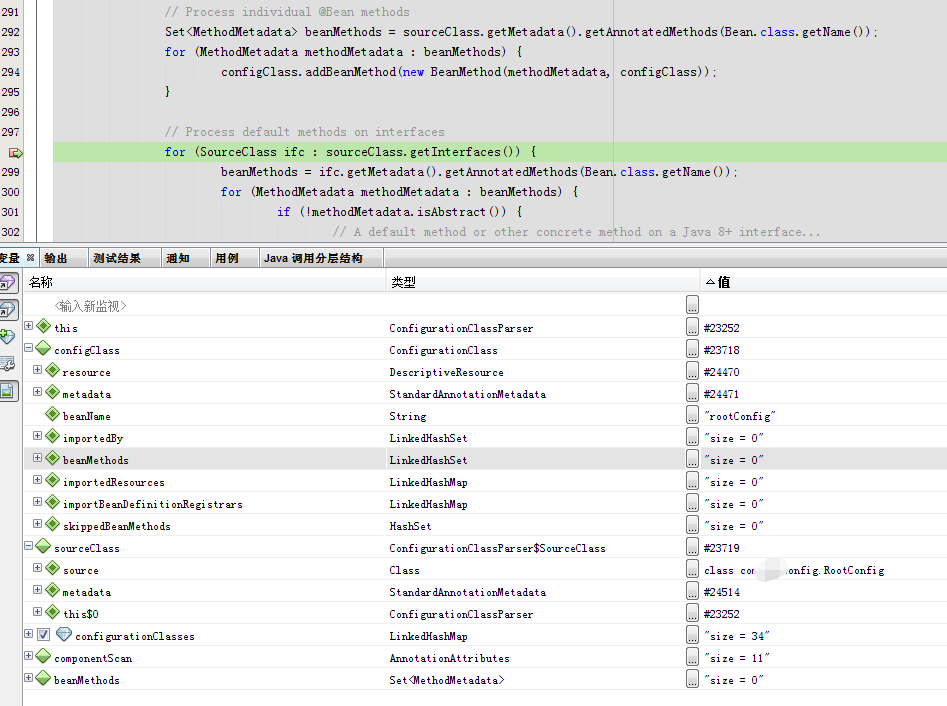 291 // Process individual @Bean methods
292 Set<MethodMetadata> beanMethods = sourceClass.getMetadata().getAnnotatedMethods(Bean.class.getName());
293 for (MethodMetadata methodMetadata : beanMethods) {
294 configClass.addBeanMethod(new BeanMethod(methodMetadata, configClass));
295 }
296
297 // Process default methods on interfaces
for (SourceClass ifc : sourceClass.getInterfaces()) {
299 beanMethods = ifc.getMetadata().getAnnotatedMethods(Bean.class.getName());
300 for (MethodMetadata methodMetadata : beanMethods) {
301 if (!methodMetadata.isAbstract()) {
302 // A default method or other concrete method on a Java 8+ interface...
变量 输出 测试结果 通知 用例 Java 调用分层结构
名称 类型 值
<输入新监视> ...
this ConfigurationClassParser ... #23252
configClass ConfigurationClass ... #23718
resource DescriptiveResource ... #24470
metadata StandardAnnotationMetadata ... #24471
beanName String ... "rootConfig"
importedBy LinkedHashSet ... "size = 0"
beanMethods LinkedHashSet ... "size = 0"
importedResources LinkedHashMap ... "size = 0"
importBeanDefinitionRegistrars LinkedHashMap ... "size = 0"
skippedBeanMethods HashSet ... "size = 0"
sourceClass ConfigurationClassParser$SourceClass ... #23719
source Class ... class onfig.RootConfig
metadata StandardAnnotationMetadata ... #24514
this$0 ConfigurationClassParser ... #23252
configurationClasses LinkedHashMap ... "size = 34"
componentScan AnnotationAttributes ... "size = 11"
beanMethods Set<MethodMetadata> ... "size = 0"